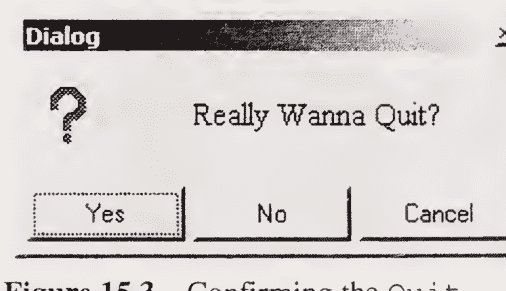 Dialog
Really Wanna Quit?
Yes No Cancel
Figure 15.3 Confirming the Quit